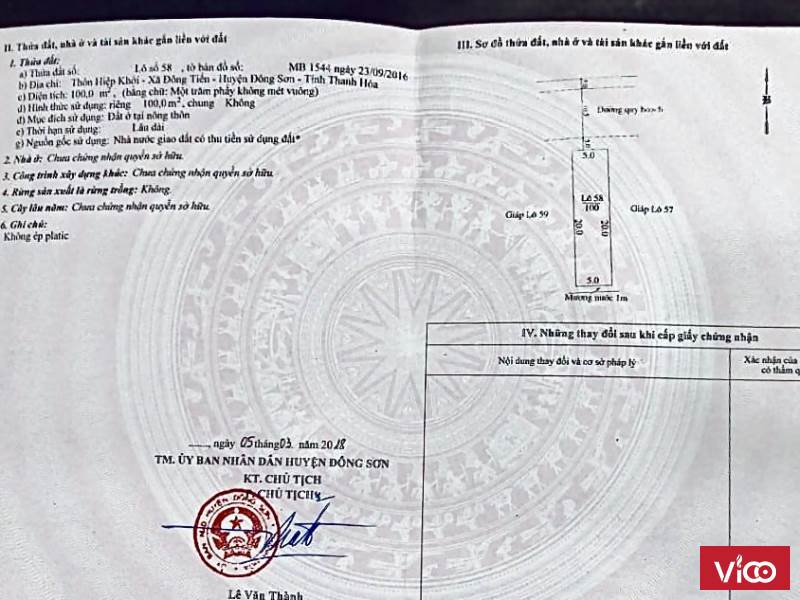 II. Thửa đất, nhà ở và tài sản khác gắn liền với đất
1. Thửa đất:
a) Thửa đất số: Lô số 58 , tờ bản đồ số: MB 1544 ngày 23/09/2016
b) Địa chỉ: Thôn Hiệp Khởi - Xã Đông Tiến - Huyện Đông Sơn - Tỉnh Thanh Hóa
c) Diện tích: 100,0 m², (bằng chữ: Một trăm phẩy không mét vuông)
d) Hình thức sử dụng: riêng 100,0m², chung Không
đ) Mục đích sử dụng: Đất ở tại nông thôn
e) Thời hạn sử dụng: Lâu dài
g) Nguồn gốc sử dụng: Nhà nước giao đất có thu tiền sử dụng đất*
2. Nhà ở: Chưa chứng nhận quyền sở hữu.
3. Công trình xây dựng khác: Chưa chứng nhận quyền sở hữu.
4. Rừng sản xuất là rừng trồng: Không.
5. Cây lâu năm: Chưa chứng nhận quyền sở hữu.
6. Ghi chú:
Không ép platic
......., ngày 05 tháng 03. năm 2018
TM. ỦY BAN NHÂN DÂN HUYỆN ĐÔNG SƠN
KT. CHỦ TỊCH
CHỦ TỊCH
Lê Văn Thành
III. Sơ đồ thửa đất, nhà ở và tài sản khác gắn liền với đất
Đường quy hoạch
5.0
Lô 58
100
Giáp Lô 59
Giáp Lô 57
20.0
20.0
5.0
Mương nước 1m
IV. Những thay đổi sau khi cấp giấy chứng nhận
Nội dung thay đổi và cơ sở pháp lý
Xác nhận của
có thẩm q
VICO